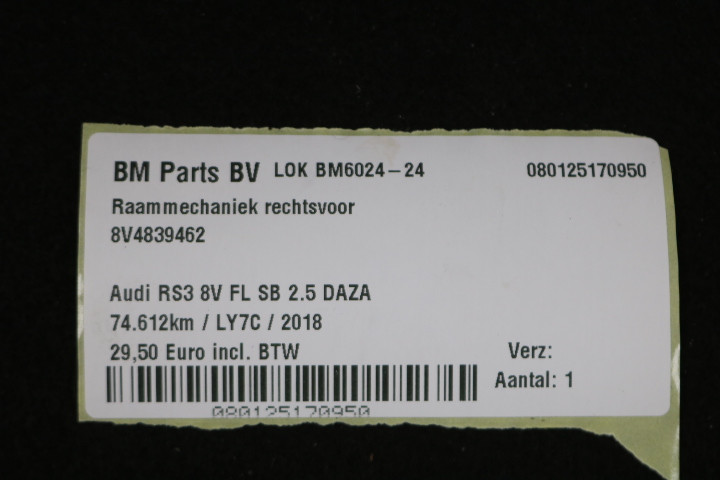 BM Parts BV LOK BM6024-24 080125170950
Raammechaniek rechtsvoor
8V4839462
Audi RS3 8V FL SB 2.5 DAZA
74.612km / LY7C / 2018
29,50 Euro incl. BTW Verz:
Aantal: 1
080125170950